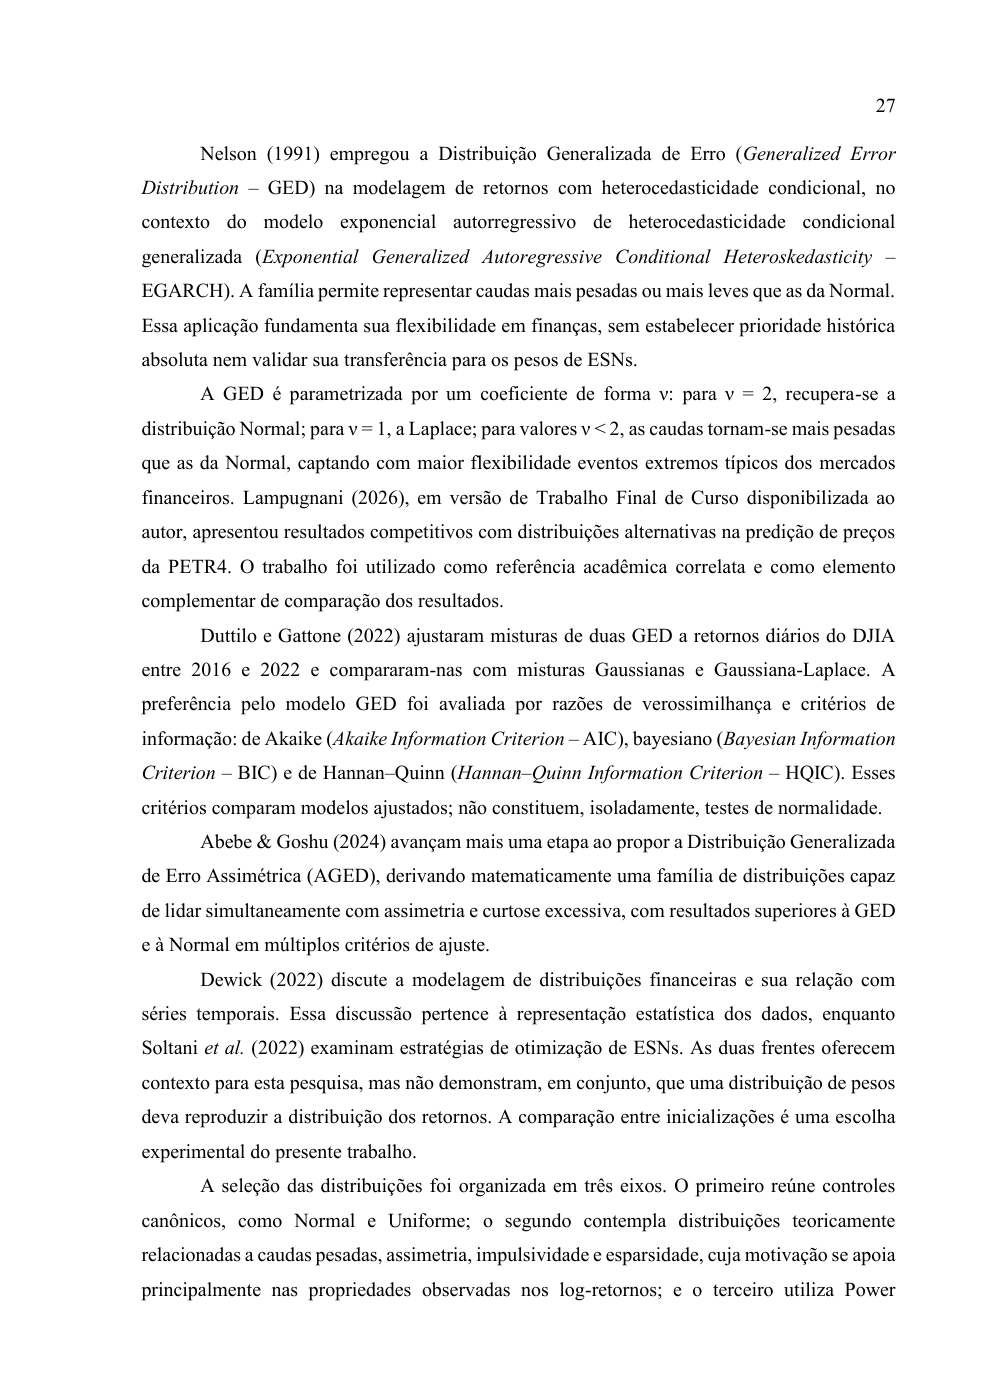 27
Nelson (1991) empregou a Distribuição Generalizada de Erro (Generalized Error
Distribution – GED) na modelagem de retornos com heterocedasticidade condicional, no
contexto do modelo exponencial autorregressivo de heterocedasticidade condicional
generalizada (Exponential Generalized Autoregressive Conditional Heteroskedasticity –
EGARCH). A família permite representar caudas mais pesadas ou mais leves que as da Normal.
Essa aplicação fundamenta sua flexibilidade em finanças, sem estabelecer prioridade histórica
absoluta nem validar sua transferência para os pesos de ESNs.
A GED é parametrizada por um coeficiente de forma ν: para ν = 2, recupera-se a
distribuição Normal; para ν = 1, a Laplace; para valores ν < 2, as caudas tornam-se mais pesadas
que as da Normal, captando com maior flexibilidade eventos extremos típicos dos mercados
financeiros. Lampugnani (2026), em versão de Trabalho Final de Curso disponibilizada ao
autor, apresentou resultados competitivos com distribuições alternativas na predição de preços
da PETR4. O trabalho foi utilizado como referência acadêmica correlata e como elemento
complementar de comparação dos resultados.
Duttilo e Gattone (2022) ajustaram misturas de duas GED a retornos diários do DJIA
entre 2016 e 2022 e compararam-nas com misturas Gaussianas e Gaussiana-Laplace. A
preferência pelo modelo GED foi avaliada por razões de verossimilhança e critérios de
informação: de Akaike (Akaike Information Criterion – AIC), bayesiano (Bayesian Information
Criterion – BIC) e de Hannan–Quinn (Hannan–Quinn Information Criterion – HQIC). Esses
critérios comparam modelos ajustados; não constituem, isoladamente, testes de normalidade.
Abebe & Goshu (2024) avançam mais uma etapa ao propor a Distribuição Generalizada
de Erro Assimétrica (AGED), derivando matematicamente uma família de distribuições capaz
de lidar simultaneamente com assimetria e curtose excessiva, com resultados superiores à GED
e à Normal em múltiplos critérios de ajuste.
Dewick (2022) discute a modelagem de distribuições financeiras e sua relação com
séries temporais. Essa discussão pertence à representação estatística dos dados, enquanto
Soltani et al. (2022) examinam estratégias de otimização de ESNs. As duas frentes oferecem
contexto para esta pesquisa, mas não demonstram, em conjunto, que uma distribuição de pesos
deva reproduzir a distribuição dos retornos. A comparação entre inicializações é uma escolha
experimental do presente trabalho.
A seleção das distribuições foi organizada em três eixos. O primeiro reúne controles
canônicos, como Normal e Uniforme; o segundo contempla distribuições teoricamente
relacionadas a caudas pesadas, assimetria, impulsividade e esparsidade, cuja motivação se apoia
principalmente nas propriedades observadas nos log-retornos; e o terceiro utiliza Power